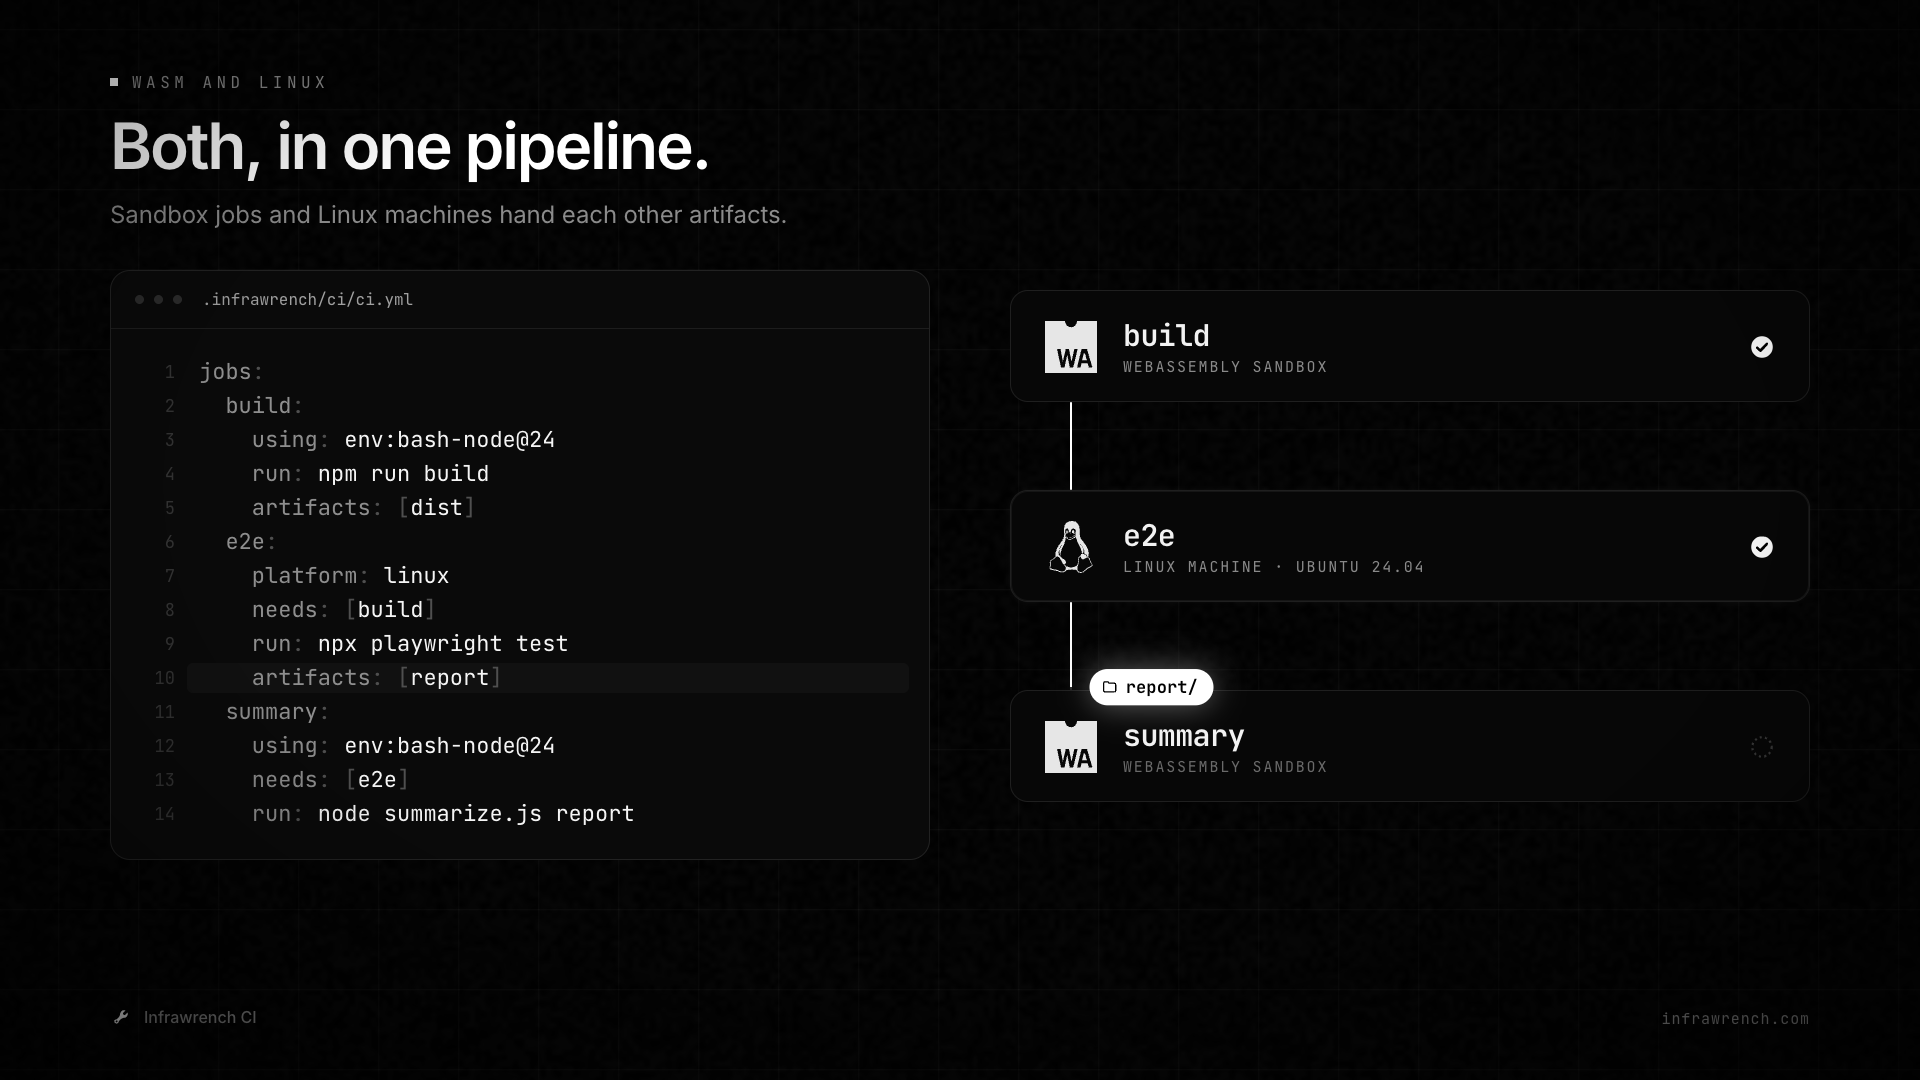 WASM AND LINUX
Both, in one pipeline.
Sandbox jobs and Linux machines hand each other artifacts.
.infrawrench/ci/ci.yml
1 jobs:
2   build:
3     using: env:bash-node@24
4     run: npm run build
5     artifacts: [dist]
6   e2e:
7     platform: linux
8     needs: [build]
9     run: npx playwright test
10     artifacts: [report]
11   summary:
12     using: env:bash-node@24
13     needs: [e2e]
14     run: node summarize.js report
WA
build
WEBASSEMBLY SANDBOX
e2e
LINUX MACHINE · UBUNTU 24.04
report/
WA
summary
WEBASSEMBLY SANDBOX
Infrawrench CI
infrawrench.com